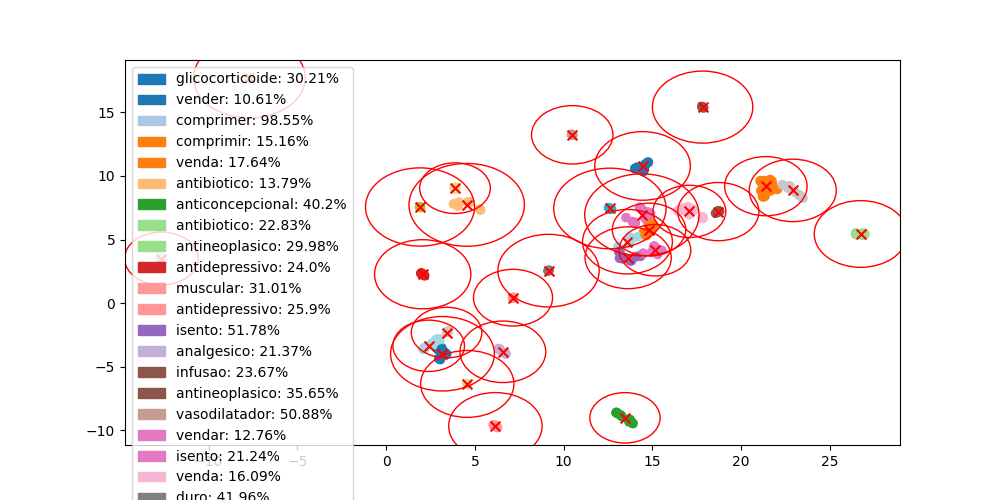 glicocorticoide: 30.21%
vender: 10.61%
comprimer: 98.55%
comprimir: 15.16%
venda: 17.64%
antibiotico: 13.79%
anticoncepcional: 40.2%
antibiotico: 22.83%
antineoplasico: 29.98%
antidepressivo: 24.0%
muscular: 31.01%
antidepressivo: 25.9%
isento: 51.78%
analgesico: 21.37%
infusao: 23.67%
antineoplasico: 35.65%
vasodilatador: 50.88%
vendar: 12.76%
isento: 21.24%
venda: 16.09%
duro: 41.96%
15
10
5
0
−5
−10
−10 −5 0 5 10 15 20 25